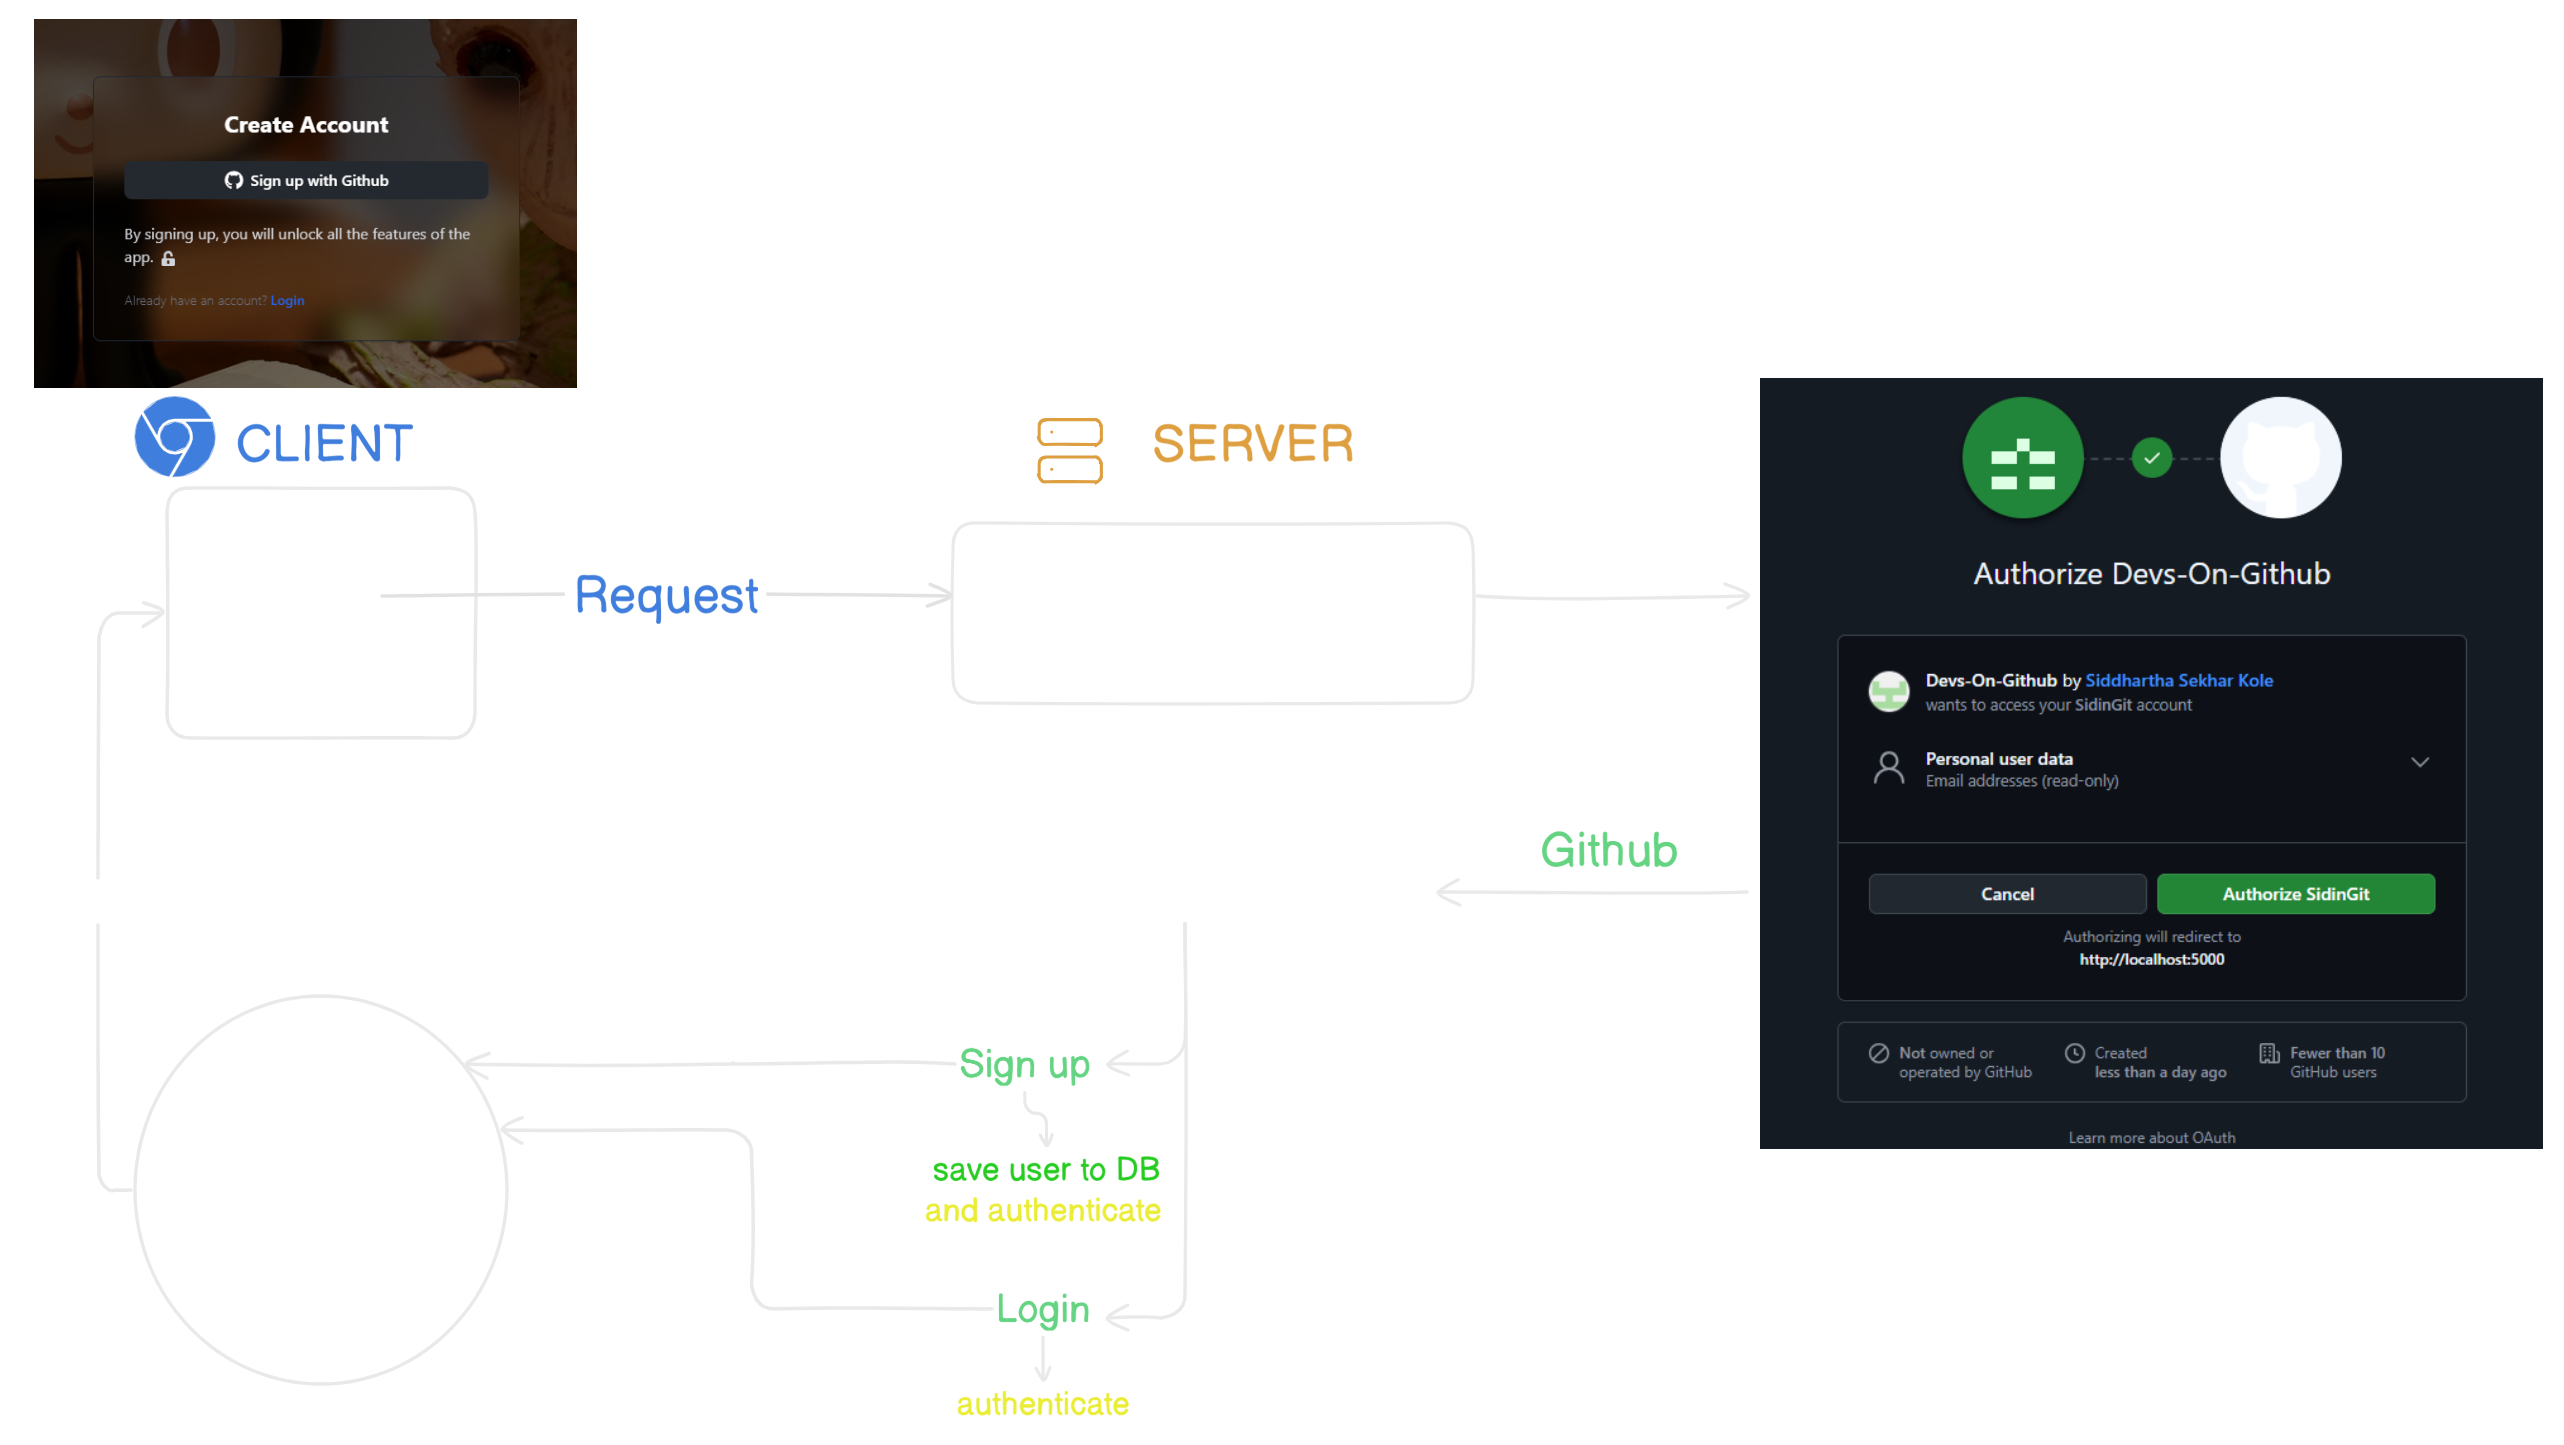 Create Account
Sign up with Github
By signing up, you will unlock all the features of the
app.
Already have an account? Login
CLIENT
SERVER
Request
Github
Authorize Devs-On-Github
Devs-On-Github by Siddhartha Sekhar Kole
wants to access your SidinGit account
Personal user data
Email addresses (read-only)
Cancel
Authorize SidinGit
Authorizing will redirect to
http://localhost:5000
Not owned or
operated by GitHub
Created
less than a day ago
Fewer than 10
GitHub users
Learn more about OAuth
Sign up
save user to DB
and authenticate
Login
authenticate